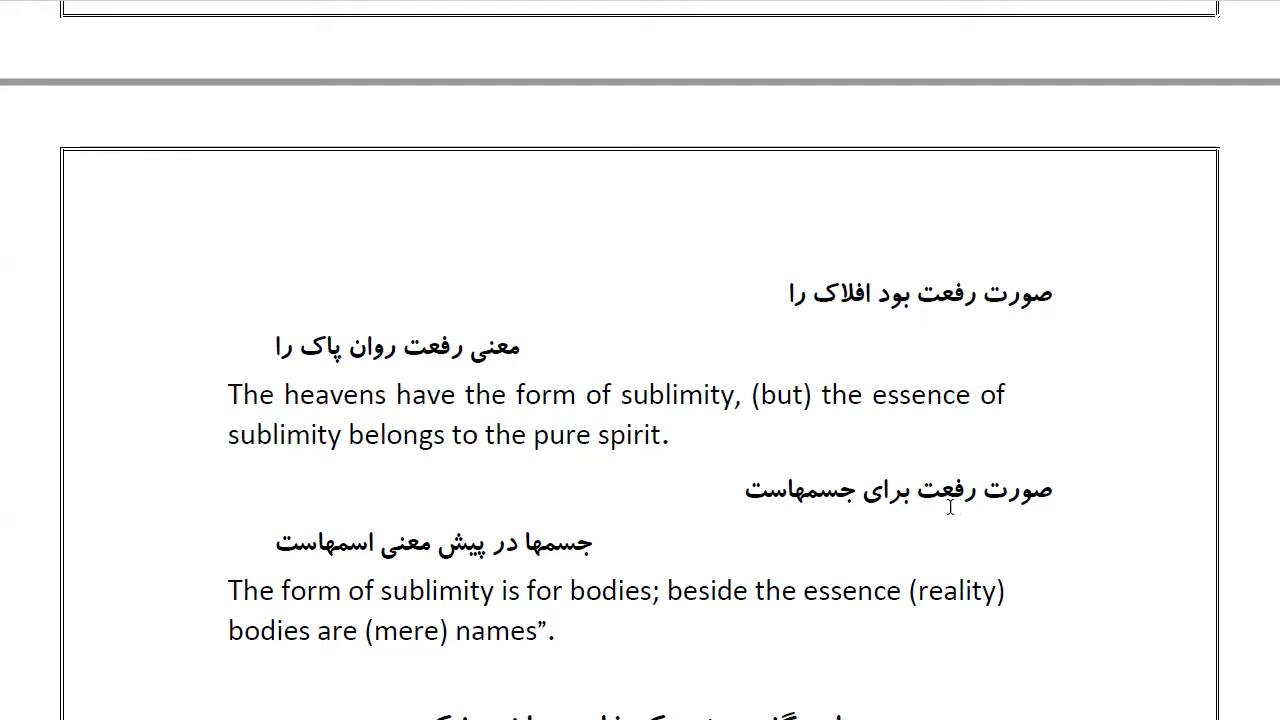 صورت رفعت بود افلاک را
معنی رفعت روان پاک را
The heavens have the form of sublimity, (but) the essence of
sublimity belongs to the pure spirit.
صورت رفعت برای جسمهاست
جسمها در پیش معنی اسمهاست
The form of sublimity is for bodies; beside the essence (reality)
bodies are (mere) names”.